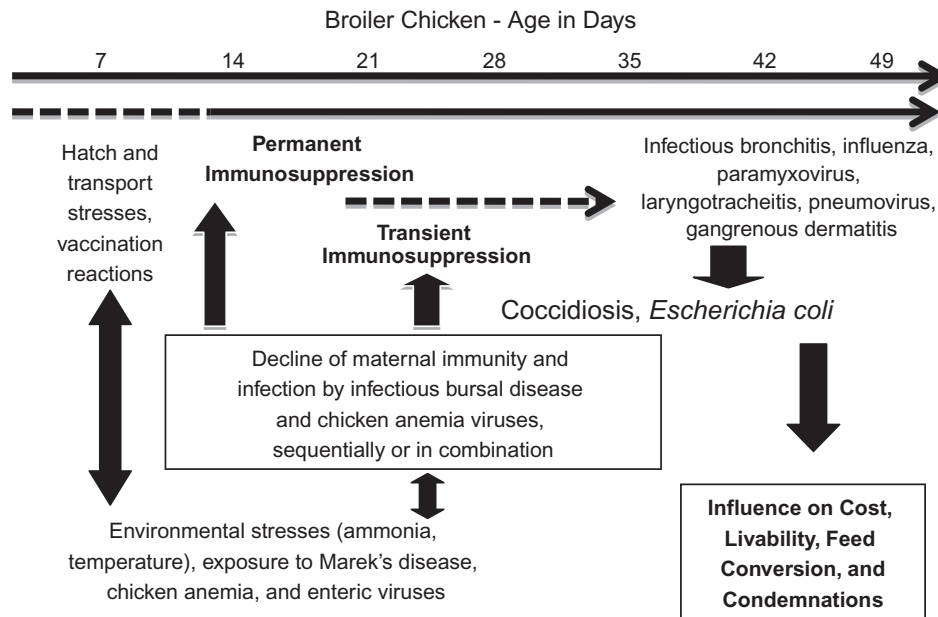 Broiler Chicken - Age in Days
7 14 21 28 35 42 49
Hatch and
transport
stresses,
vaccination
reactions
Permanent
Immunosuppression
Transient
Immunosuppression
Infectious bronchitis, influenza,
paramyxovirus,
laryngotracheitis, pneumovirus,
gangrenous dermatitis
Coccidiosis, Escherichia coli
Decline of maternal immunity and
infection by infectious bursal disease
and chicken anemia viruses,
sequentially or in combination
Environmental stresses (ammonia,
temperature), exposure to Marek's disease,
chicken anemia, and enteric viruses
Influence on Cost,
Livability, Feed
Conversion, and
Condemnations